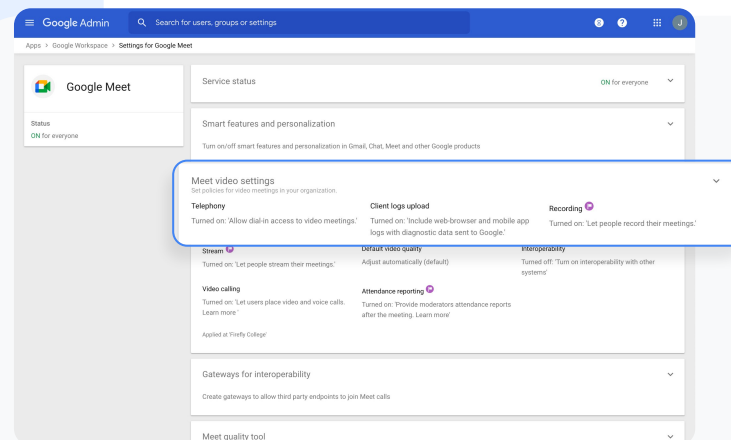 Google Admin
Search for users, groups or settings
J
Apps > Google Workspace > Settings for Google Meet
Google Meet
Status
ON for everyone
Service status
ON for everyone
Smart features and personalization
Turn on/off smart features and personalization in Gmail, Chat, Meet and other Google products
Meet video settings
Set policies for video meetings in your organization.
Telephony
Turned on: 'Allow dial-in access to video meetings.'
Client logs upload
Turned on: 'Include web-browser and mobile app
logs with diagnostic data sent to Google.'
Recording
Turned on: 'Let people record their meetings.'
Stream
Turned on: 'Let people stream their meetings.'
Default video quality
Adjust automatically (default)
Interoperability
Turned off: 'Turn on interoperability with other
systems'
Video calling
Turned on: 'Let users place video and voice calls.
Learn more '
Attendance reporting
Turned on: 'Provide moderators attendance reports
after the meeting. Learn more'
Applied at 'Firefly College'
Gateways for interoperability
Create gateways to allow third party endpoints to join Meet calls
Meet quality tool